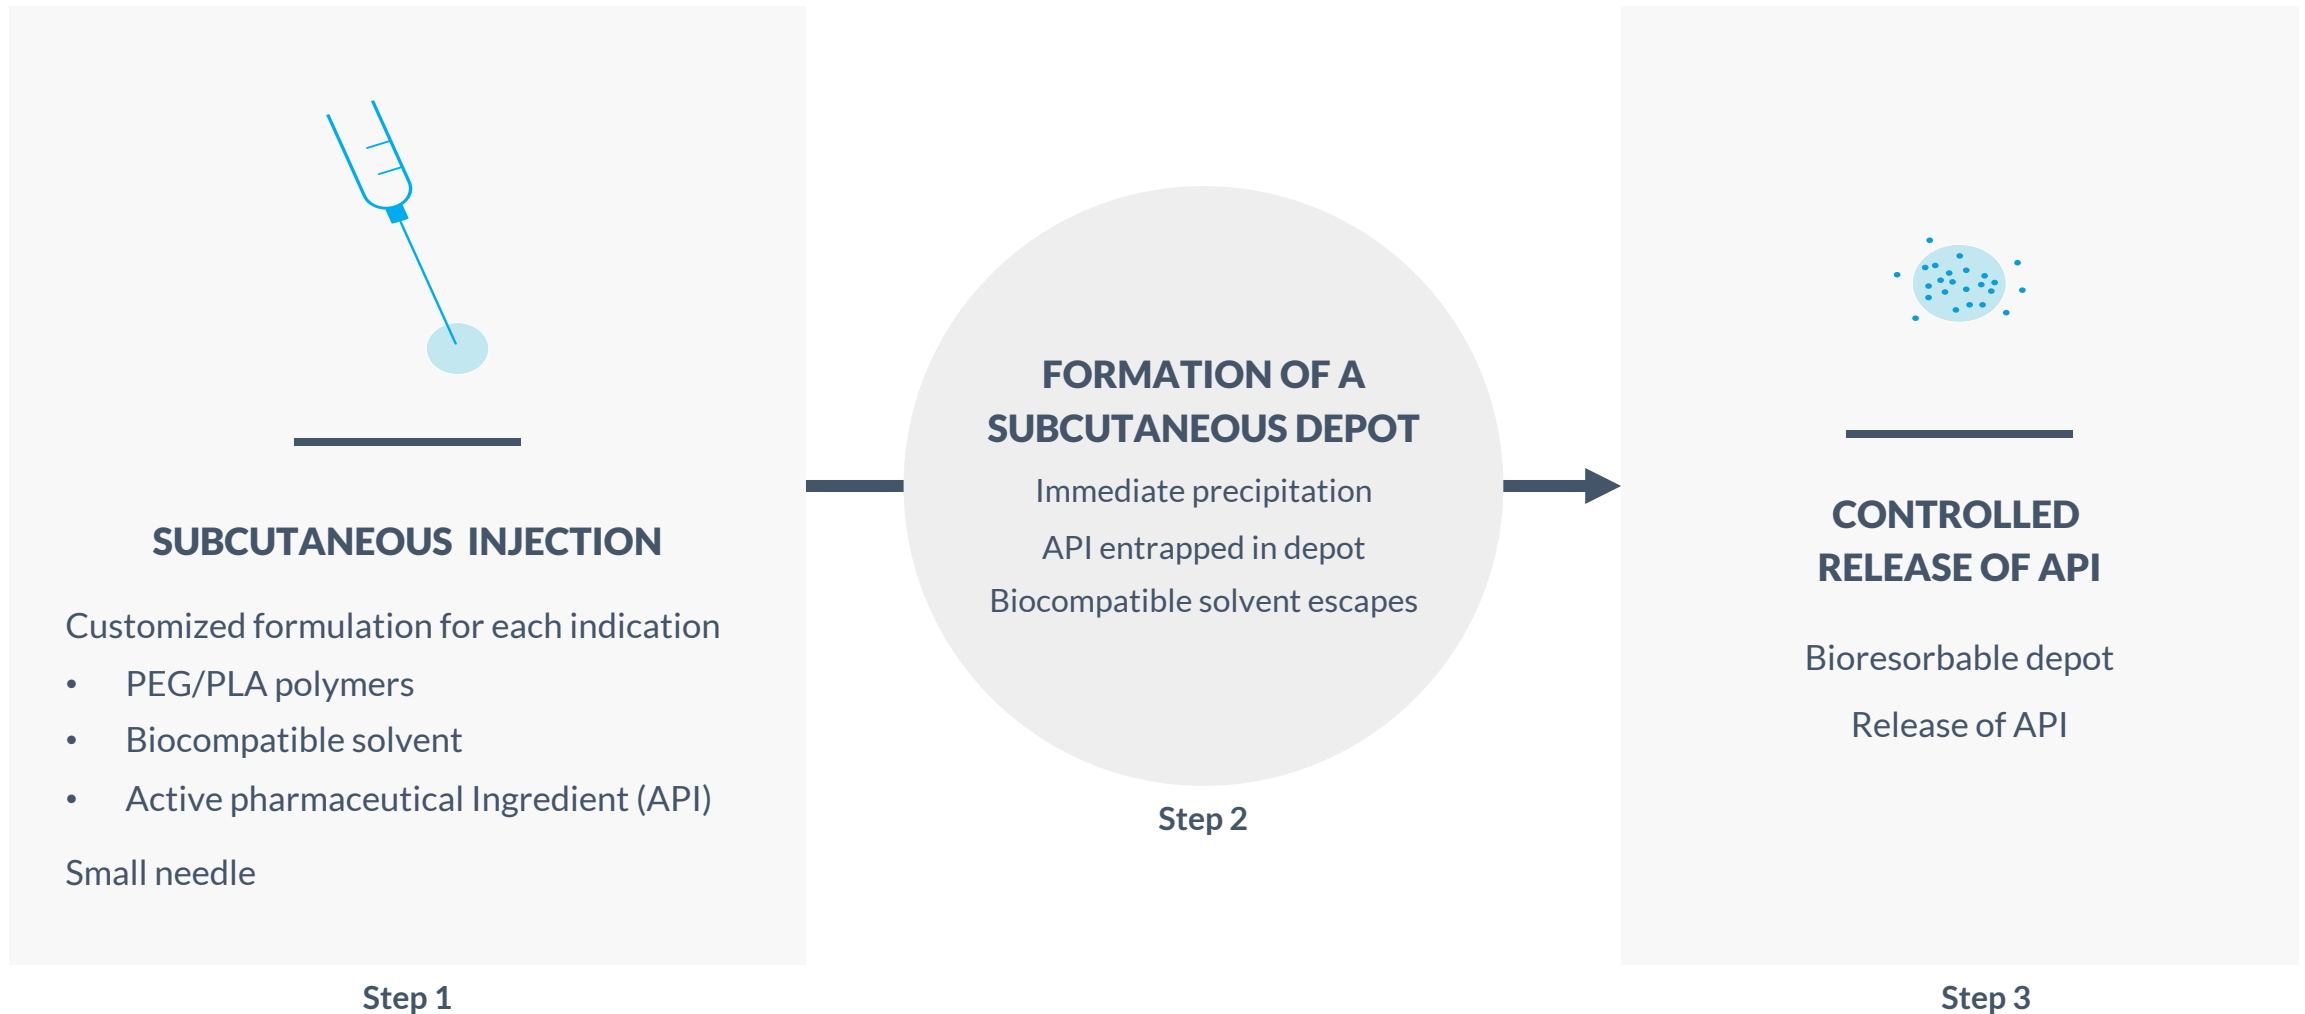 SUBCUTANEOUS INJECTION
Customized formulation for each indication
• PEG/PLA polymers
• Biocompatible solvent
• Active pharmaceutical Ingredient (API)
Small needle
Step 1
FORMATION OF A
SUBCUTANEOUS DEPOT
Immediate precipitation
API entrapped in depot
Biocompatible solvent escapes
Step 2
CONTROLLED
RELEASE OF API
Bioresorbable depot
Release of API
Step 3